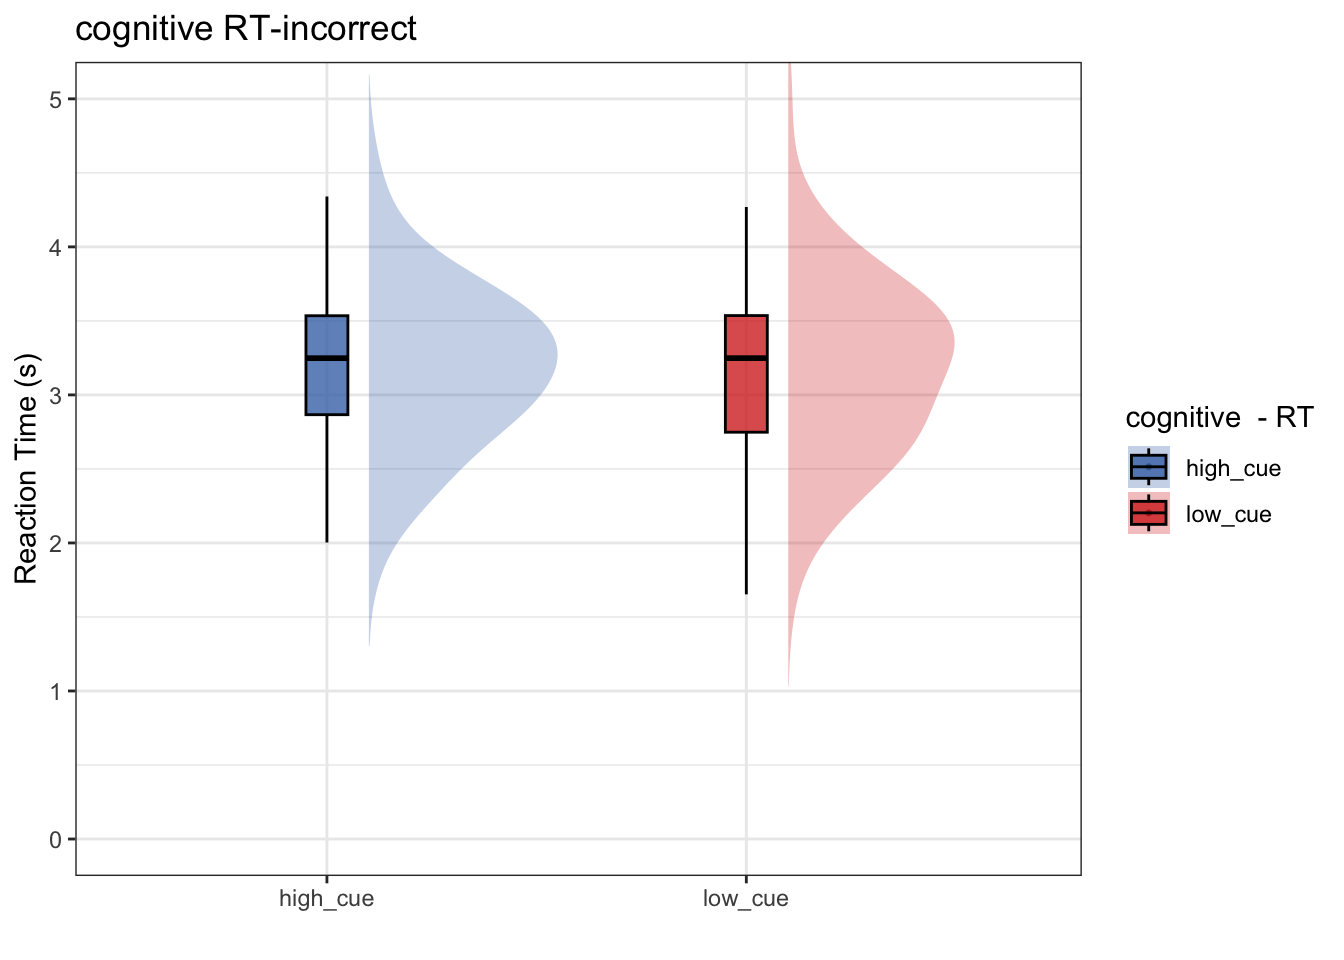 cognitive RT-incorrect
5
4
3
2
1
0
Reaction Time (s)
high_cue
low_cue
cognitive  - RT
high_cue
low_cue